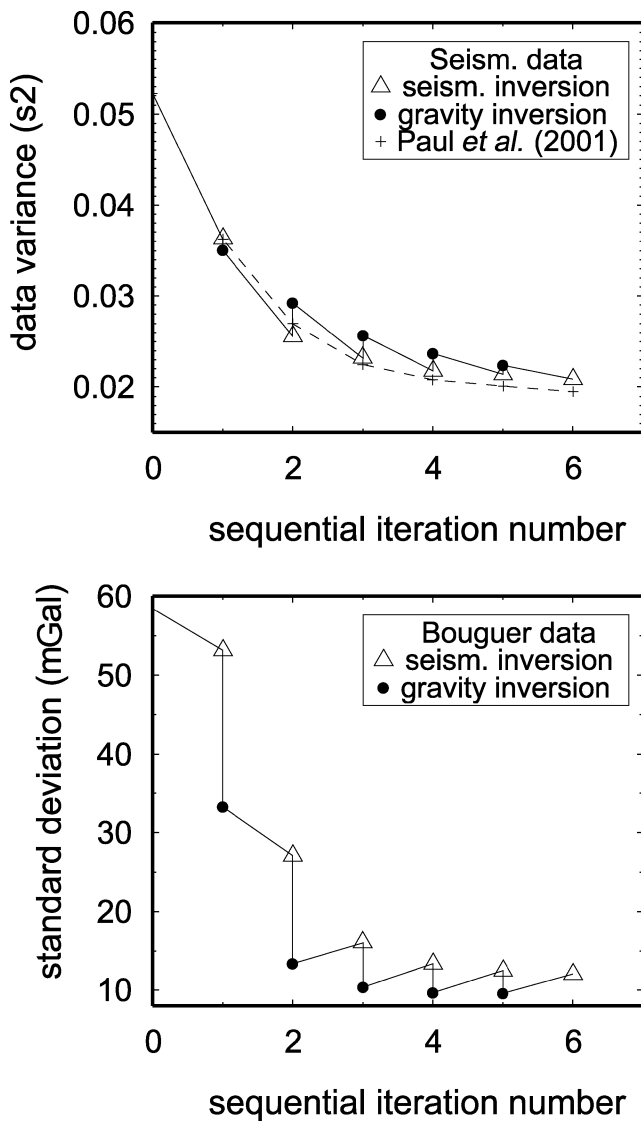 0.06
0.05
0.04
0.03
0.02
data variance (s2)
Seism. data
seism. inversion
gravity inversion
Paul et al. (2001)
0 2 4 6
sequential iteration number
60
50
40
30
20
10
standard deviation (mGal)
Bouguer data
seism. inversion
gravity inversion
0 2 4 6
sequential iteration number